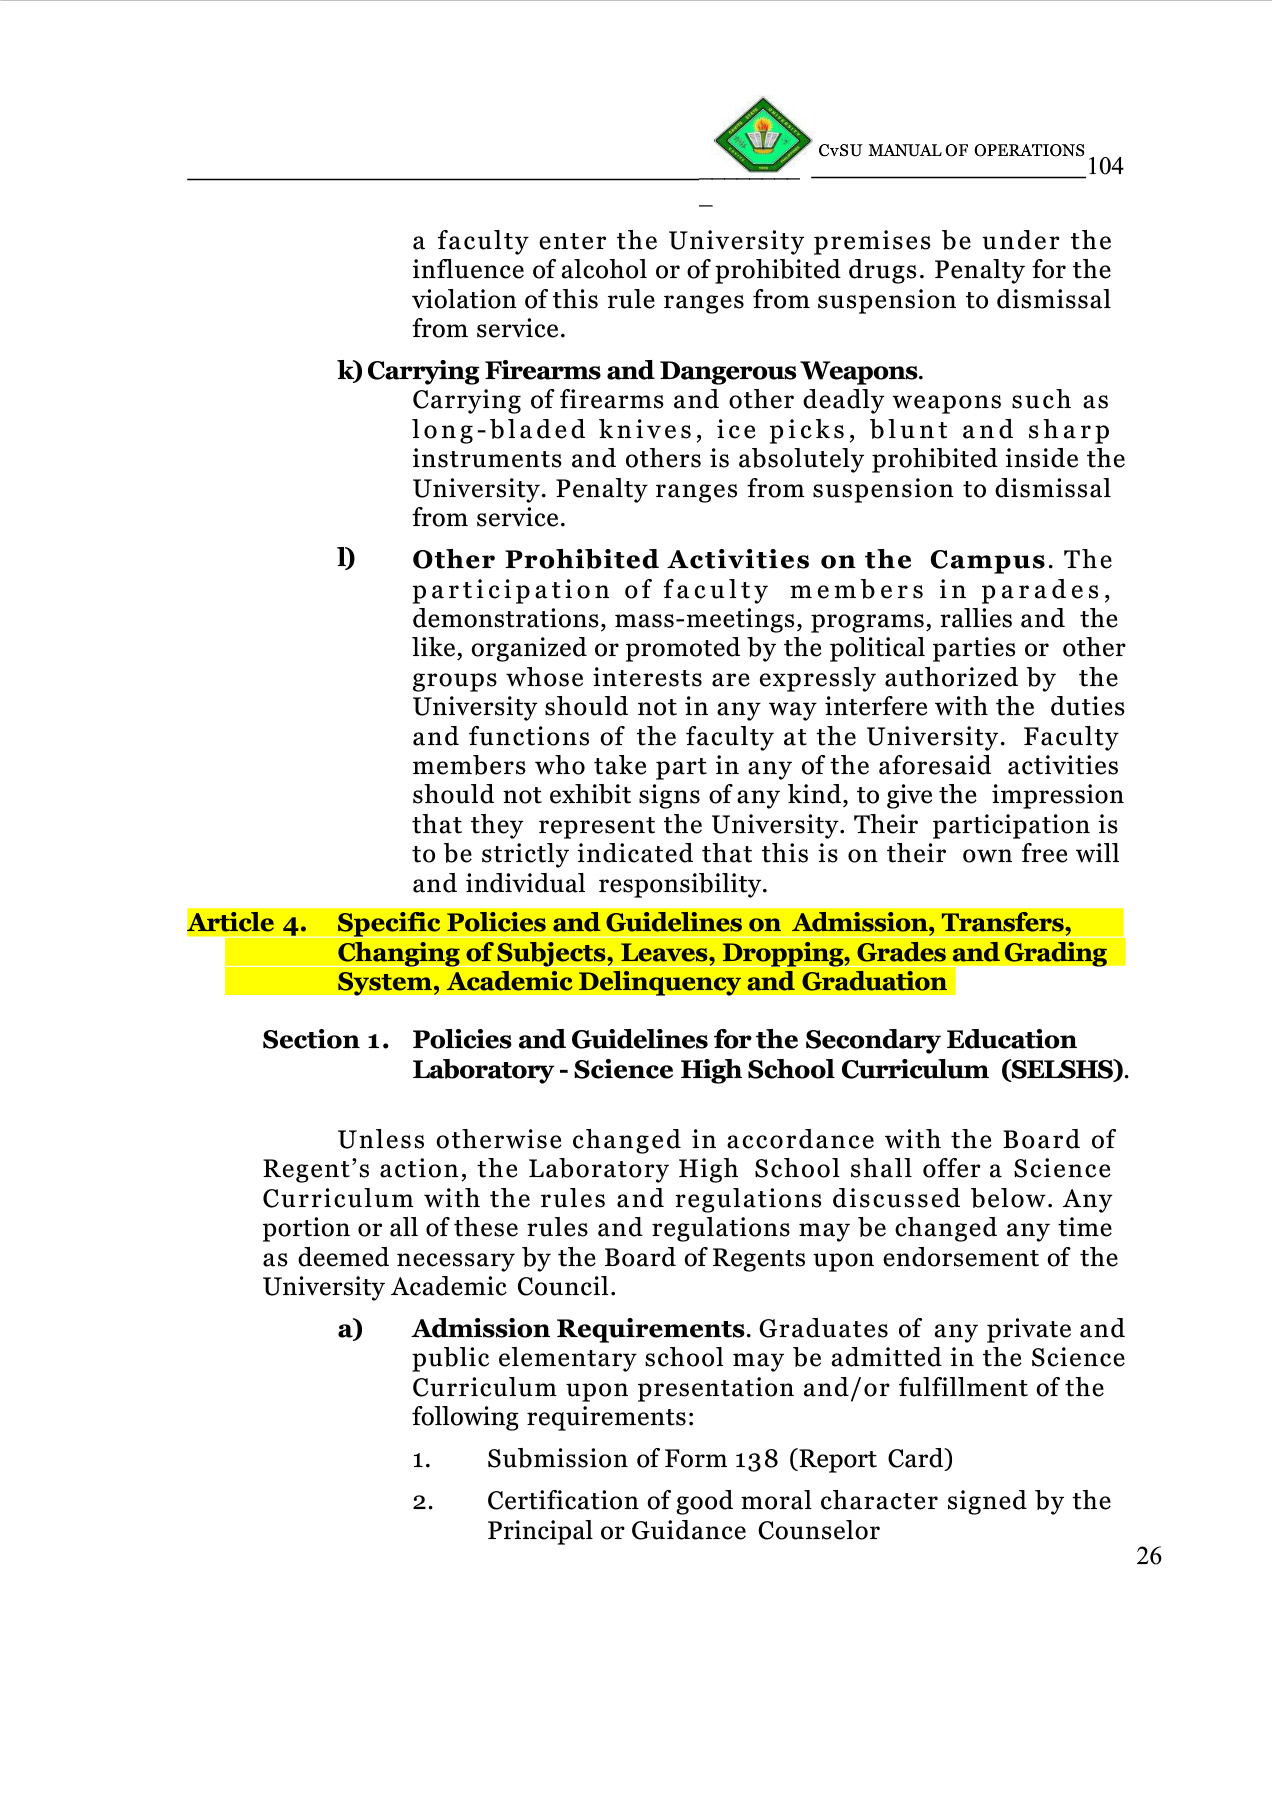 CvSU MANUAL OF OPERATIONS
104
a faculty enter the University premises be under the
influence of alcohol or of prohibited drugs. Penalty for the
violation of this rule ranges from suspension to dismissal
from service.
k) Carrying Firearms and Dangerous Weapons.
Carrying of firearms and other deadly weapons such as
long-bladed knives, ice picks, blunt and sharp
instruments and others is absolutely prohibited inside the
University. Penalty ranges from suspension to dismissal
from service.
l) Other Prohibited Activities on the Campus. The
participation of faculty members in parades,
demonstrations, mass-meetings, programs, rallies and the
like, organized or promoted by the political parties or other
groups whose interests are expressly authorized by the
University should not in any way interfere with the duties
and functions of the faculty at the University. Faculty
members who take part in any of the aforesaid activities
should not exhibit signs of any kind, to give the impression
that they represent the University. Their participation is
to be strictly indicated that this is on their own free will
and individual responsibility.
Article 4. Specific Policies and Guidelines on Admission, Transfers,
Changing of Subjects, Leaves, Dropping, Grades and Grading
System, Academic Delinquency and Graduation
Section 1. Policies and Guidelines for the Secondary Education
Laboratory - Science High School Curriculum (SELSHS).
Unless otherwise changed in accordance with the Board of
Regent’s action, the Laboratory High School shall offer a Science
Curriculum with the rules and regulations discussed below. Any
portion or all of these rules and regulations may be changed any time
as deemed necessary by the Board of Regents upon endorsement of the
University Academic Council.
a) Admission Requirements. Graduates of any private and
public elementary school may be admitted in the Science
Curriculum upon presentation and/or fulfillment of the
following requirements:
1. Submission of Form 138 (Report Card)
2. Certification of good moral character signed by the
Principal or Guidance Counselor
26